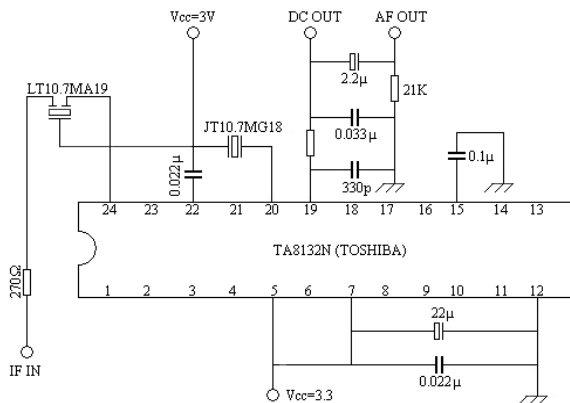 Vcc=3V
DC OUT
AF OUT
LT10.7MA19
2.2μ
21K
JT10.7MG18
0.033μ
0.022μ
0.1μ
330p
24 23 22 21 20 19 18 17 16 15 14 13
TA8132N (TOSHIBA)
270Ω
1 2 3 4 5 6 7 8 9 10 11 12
22μ
IF IN
0.022μ
Vcc=3.3